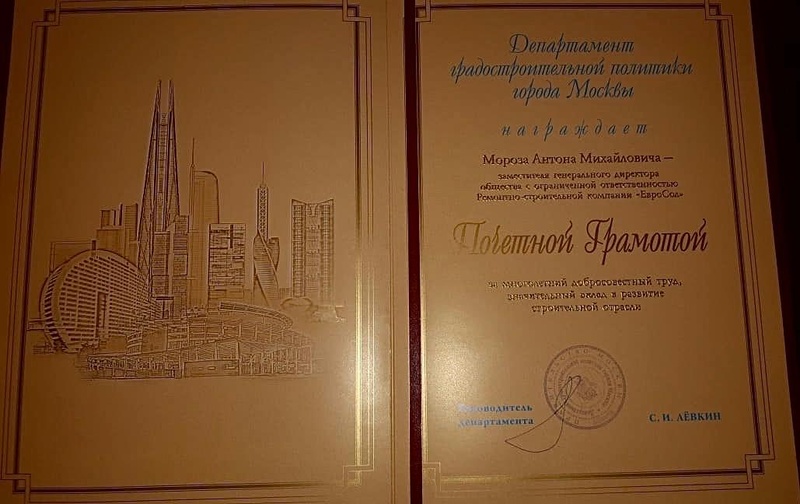 Департамент
градостроительной политики
города Москвы
награждает
Мороза Антона Михайловича —
заместителя генерального директора
общества с ограниченной ответственностью
Ремонтно-строительной компании «ЕвроСол»
Почетной Грамотой
за многолетний добросовестный труд,
значительный вклад в развитие
строительной отрасли
Руководитель
департамента
С. И. ЛЁВКИН